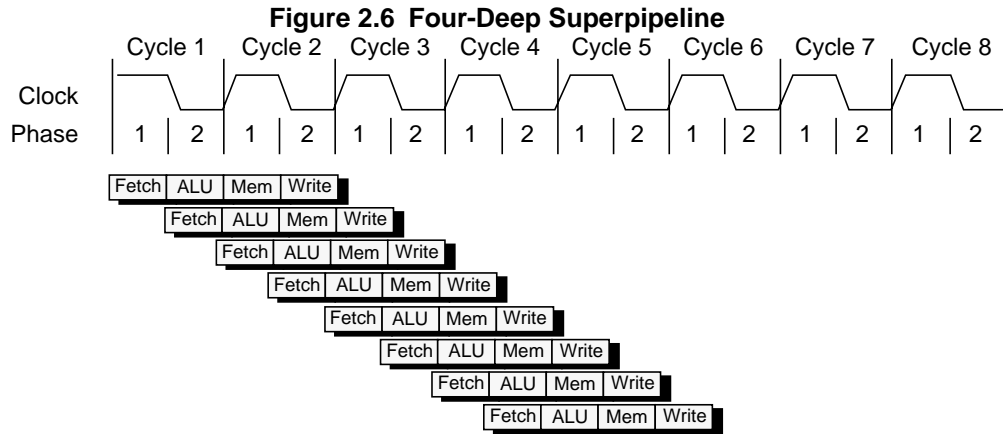 Figure 2.6 Four-Deep Superpipeline
Cycle 1 Cycle 2 Cycle 3 Cycle 4 Cycle 5 Cycle 6 Cycle 7 Cycle 8
Clock
Phase 1 2 1 2 1 2 1 2 1 2 1 2 1 2 1 2
Fetch ALU Mem Write
Fetch ALU Mem Write
Fetch ALU Mem Write
Fetch ALU Mem Write
Fetch ALU Mem Write
Fetch ALU Mem Write
Fetch ALU Mem Write
Fetch ALU Mem Write